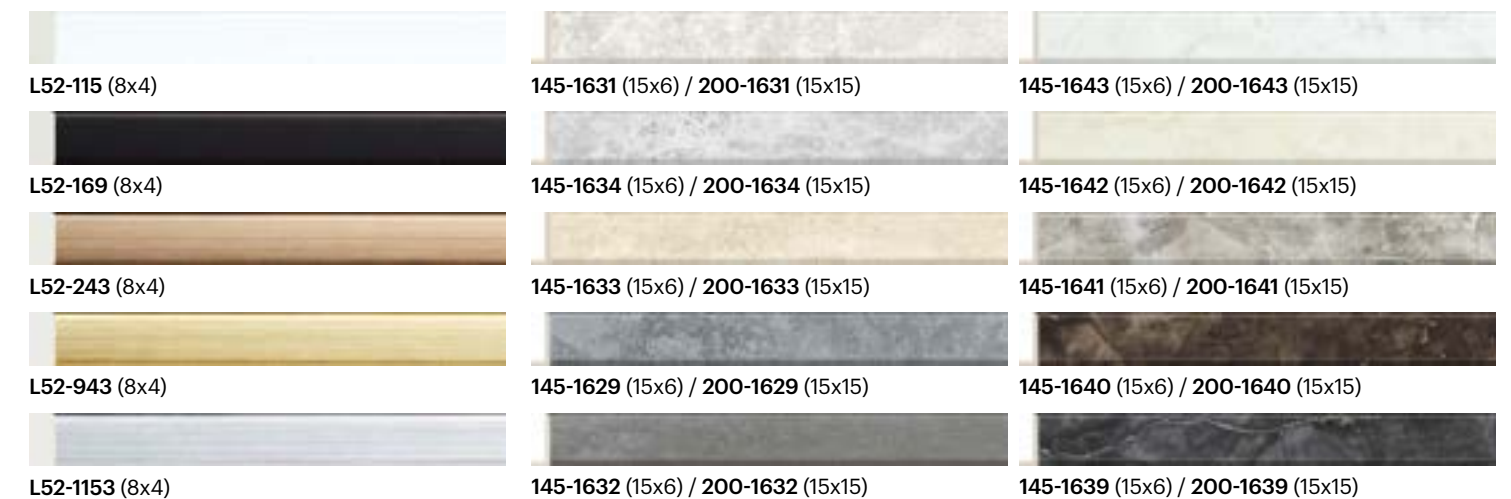 L52-115 (8x4)
L52-169 (8x4)
L52-243 (8x4)
L52-943 (8x4)
L52-1153 (8x4)
145-1631 (15x6) / 200-1631 (15x15)
145-1634 (15x6) / 200-1634 (15x15)
145-1633 (15x6) / 200-1633 (15x15)
145-1629 (15x6) / 200-1629 (15x15)
145-1632 (15x6) / 200-1632 (15x15)
145-1643 (15x6) / 200-1643 (15x15)
145-1642 (15x6) / 200-1642 (15x15)
145-1641 (15x6) / 200-1641 (15x15)
145-1640 (15x6) / 200-1640 (15x15)
145-1639 (15x6) / 200-1639 (15x15)